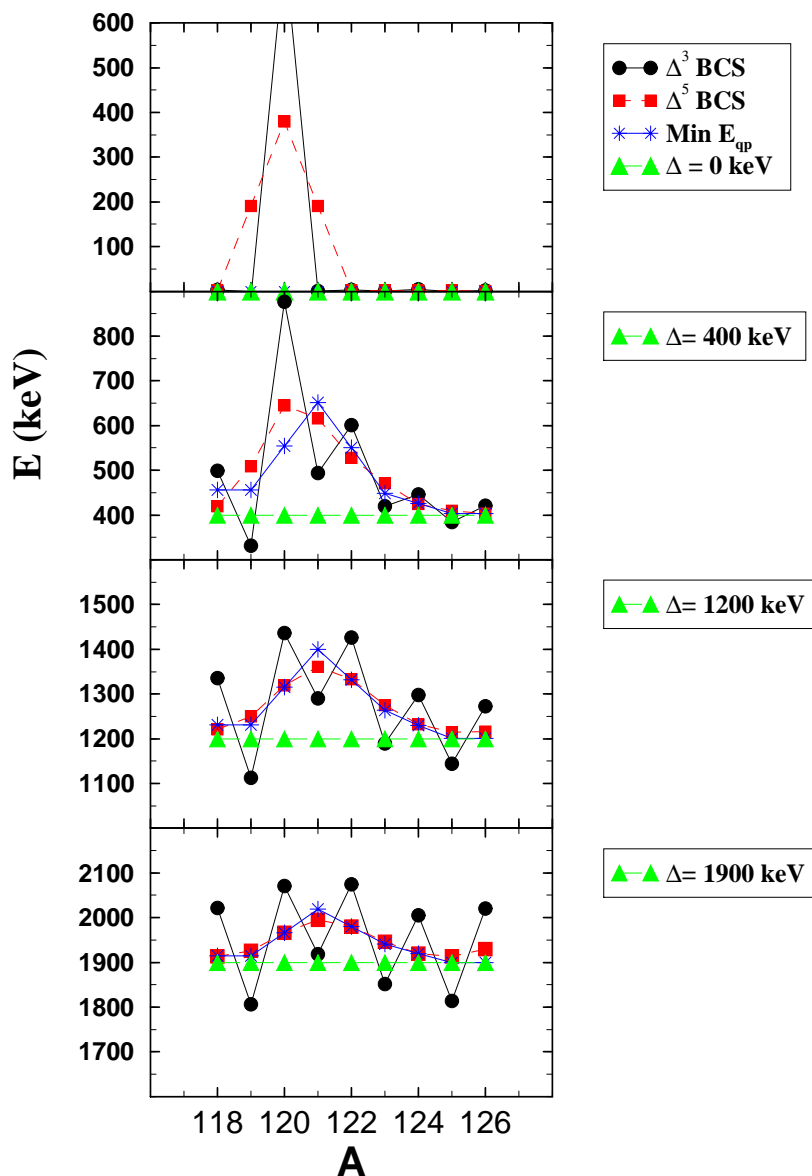 600
500
400
300
200
100
Δ³ BCS
Δ⁵ BCS
Min E_qp
Δ = 0 keV
800
700
600
500
400
Δ= 400 keV
E (keV)
1500
1400
1300
1200
1100
Δ= 1200 keV
2100
2000
1900
1800
1700
Δ= 1900 keV
118 120 122 124 126
A